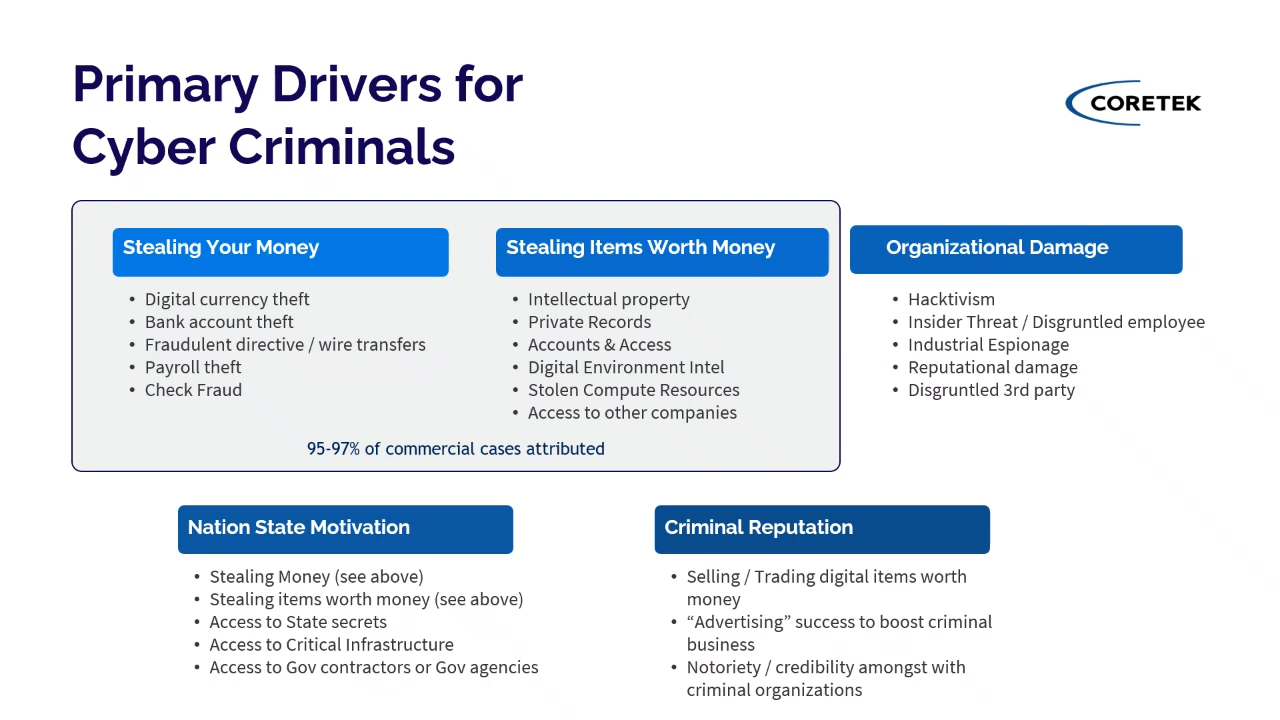 Primary Drivers for
Cyber Criminals
CORETEK
Stealing Your Money
• Digital currency theft
• Bank account theft
• Fraudulent directive / wire transfers
• Payroll theft
• Check Fraud
Stealing Items Worth Money
• Intellectual property
• Private Records
• Accounts & Access
• Digital Environment Intel
• Stolen Compute Resources
• Access to other companies
95-97% of commercial cases attributed
Organizational Damage
• Hacktivism
• Insider Threat / Disgruntled employee
• Industrial Espionage
• Reputational damage
• Disgruntled 3rd party
Nation State Motivation
• Stealing Money (see above)
• Stealing items worth money (see above)
• Access to State secrets
• Access to Critical Infrastructure
• Access to Gov contractors or Gov agencies
Criminal Reputation
• Selling / Trading digital items worth
money
• “Advertising” success to boost criminal
business
• Notoriety / credibility amongst with
criminal organizations